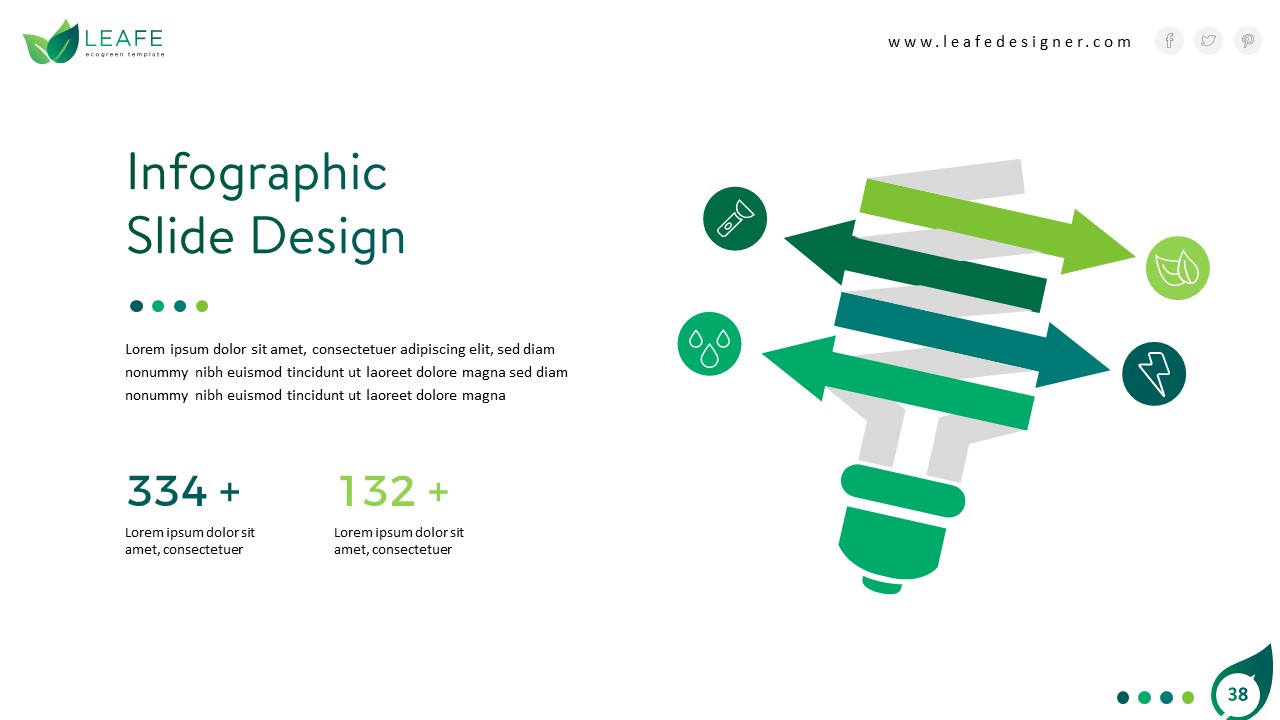 LEAFE
ecogreen template
www.leafedesigner.com
Infographic
Slide Design
Lorem ipsum dolor sit amet, consectetuer adipiscing elit, sed diam
nonummy nibh euismod tincidunt ut laoreet dolore magna sed diam
nonummy nibh euismod tincidunt ut laoreet dolore magna
334 +
Lorem ipsum dolor sit
amet, consectetuer
132 +
Lorem ipsum dolor sit
amet, consectetuer
38